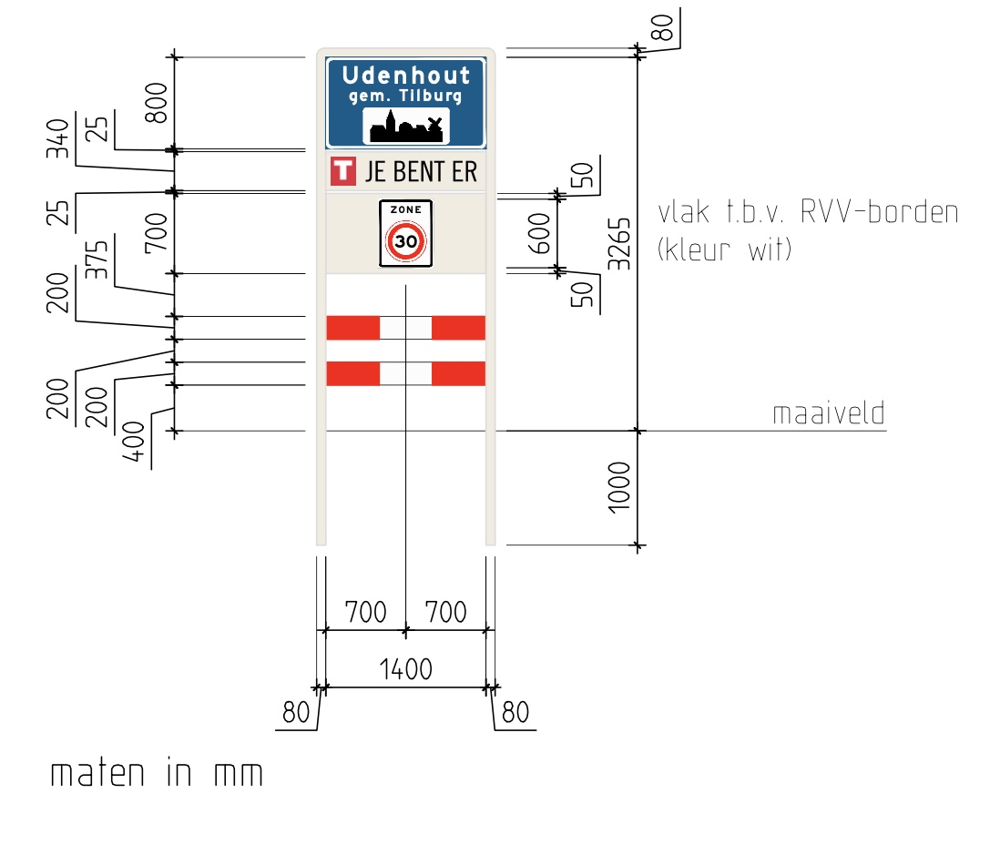 80
Udenhout
gem. Tilburg
800
340
25
T JE BENT ER
50
25
700
375
200
ZONE
30
600
3265
vlak t.b.v. RVV-borden
(kleur wit)
50
200
200
400
maaiveld
1000
700
700
1400
80
80
maten in mm